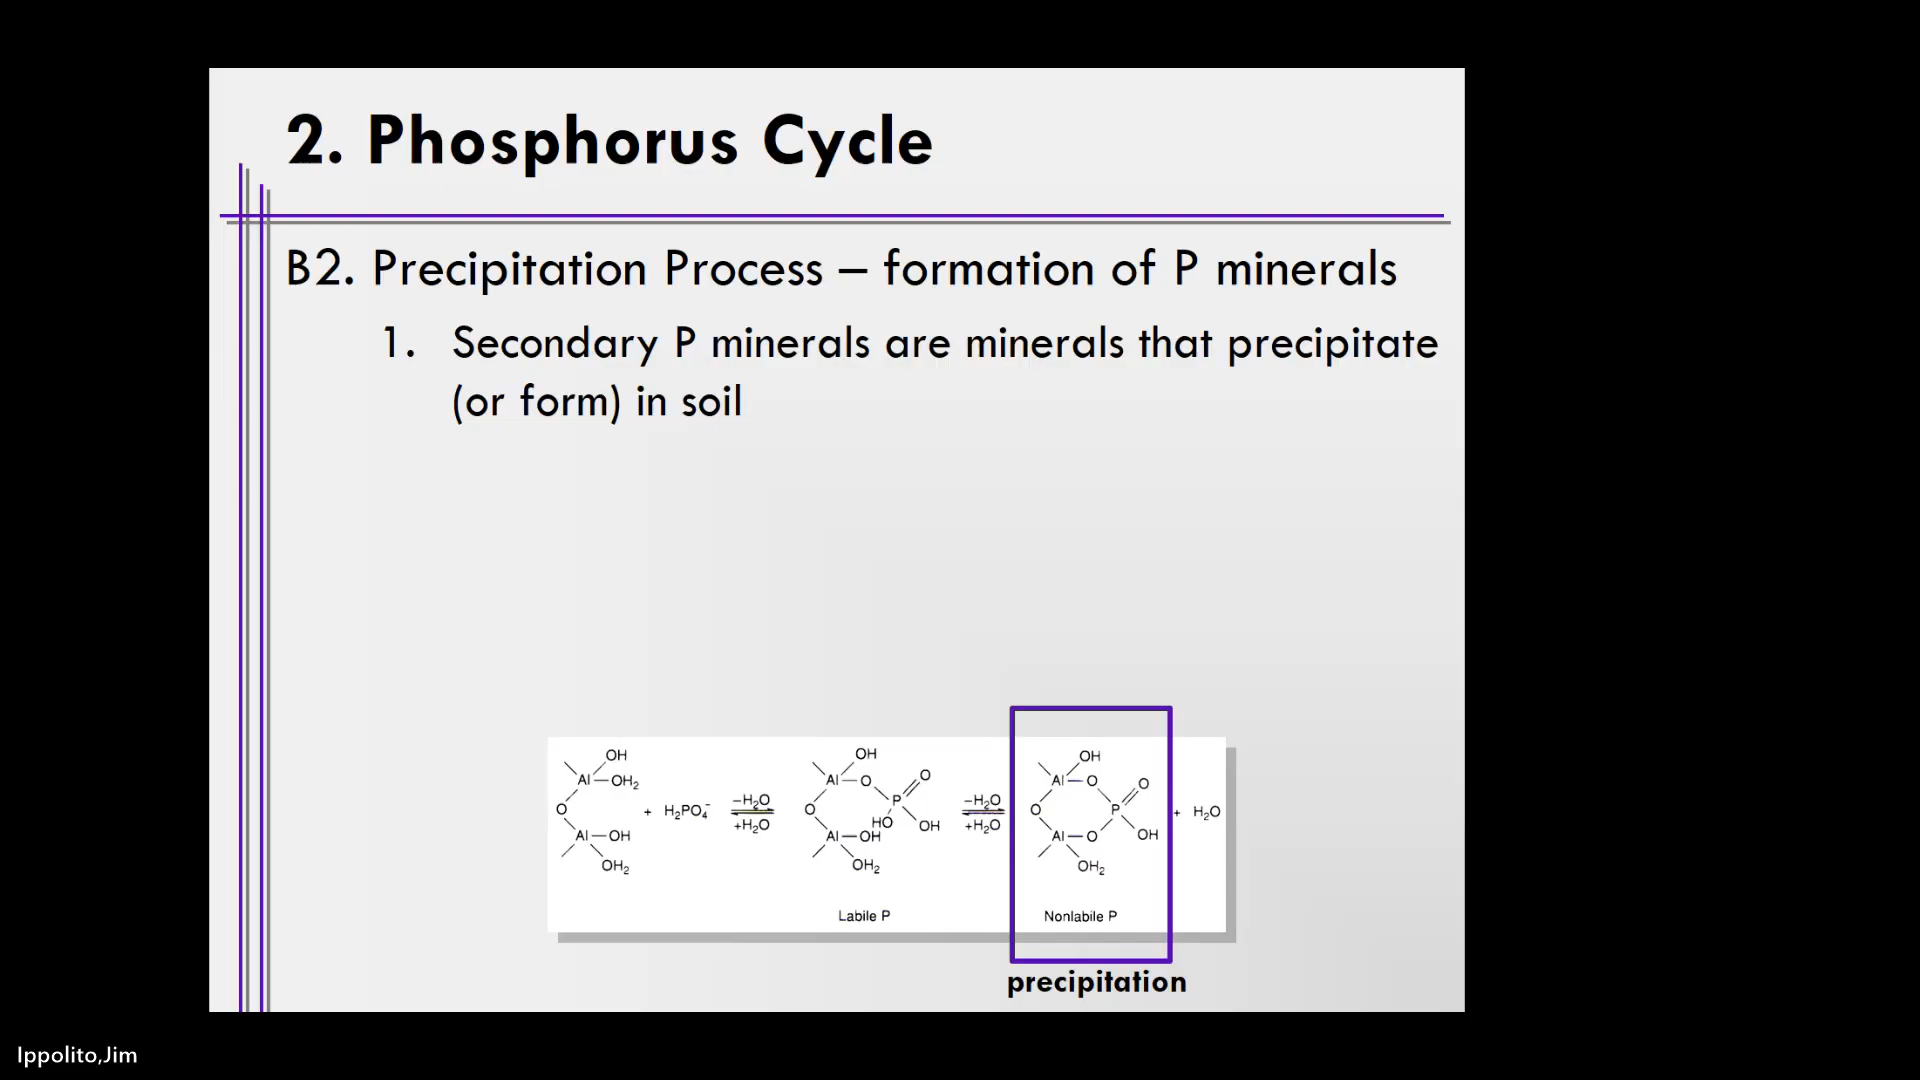 2. Phosphorus Cycle
B2. Precipitation Process – formation of P minerals
1. Secondary P minerals are minerals that precipitate
(or form) in soil
OH
Al—OH₂
O
Al—OH
OH₂
+ H₂PO₄⁻
–H₂O
+H₂O
OH
Al—O
O
O
P
HO
OH
Al—OH
OH₂
Labile P
–H₂O
+H₂O
OH
Al—O
O
O
P
Al—O
OH
OH₂
Nonlabile P
+ H₂O
precipitation
Ippolito,Jim